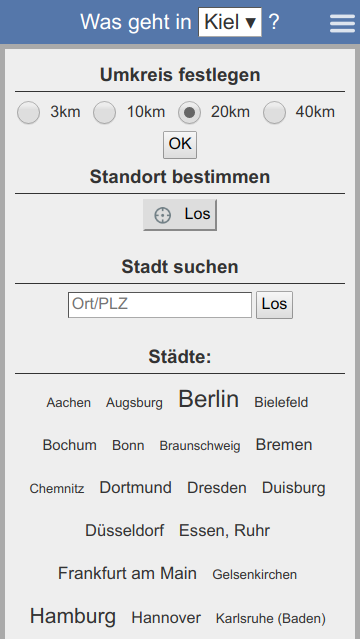 Was geht in Kiel ▾ ?
Umkreis festlegen
3km 10km 20km 40km
OK
Standort bestimmen
Los
Stadt suchen
Ort/PLZ Los
Städte:
Aachen Augsburg Berlin Bielefeld
Bochum Bonn Braunschweig Bremen
Chemnitz Dortmund Dresden Duisburg
Düsseldorf Essen, Ruhr
Frankfurt am Main Gelsenkirchen
Hamburg Hannover Karlsruhe (Baden)